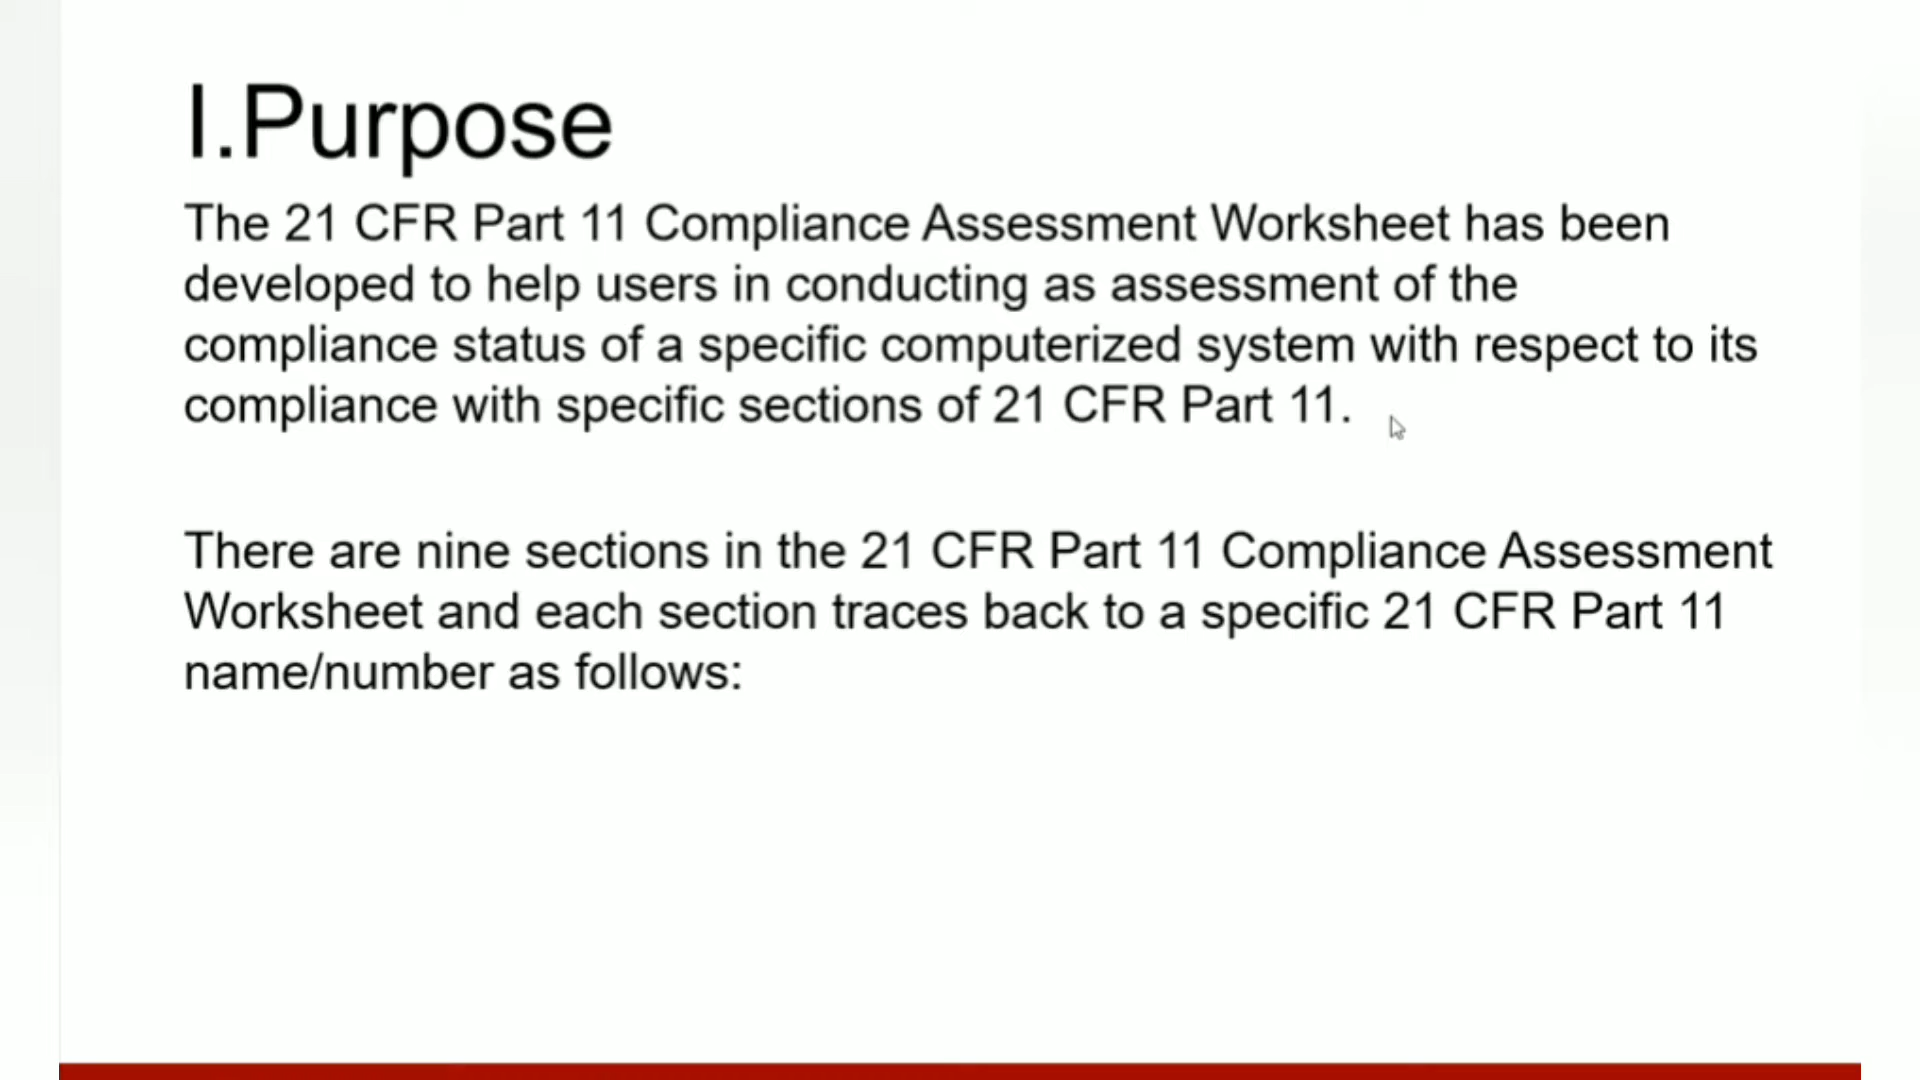 I.Purpose
The 21 CFR Part 11 Compliance Assessment Worksheet has been
developed to help users in conducting as assessment of the
compliance status of a specific computerized system with respect to its
compliance with specific sections of 21 CFR Part 11.
There are nine sections in the 21 CFR Part 11 Compliance Assessment
Worksheet and each section traces back to a specific 21 CFR Part 11
name/number as follows: